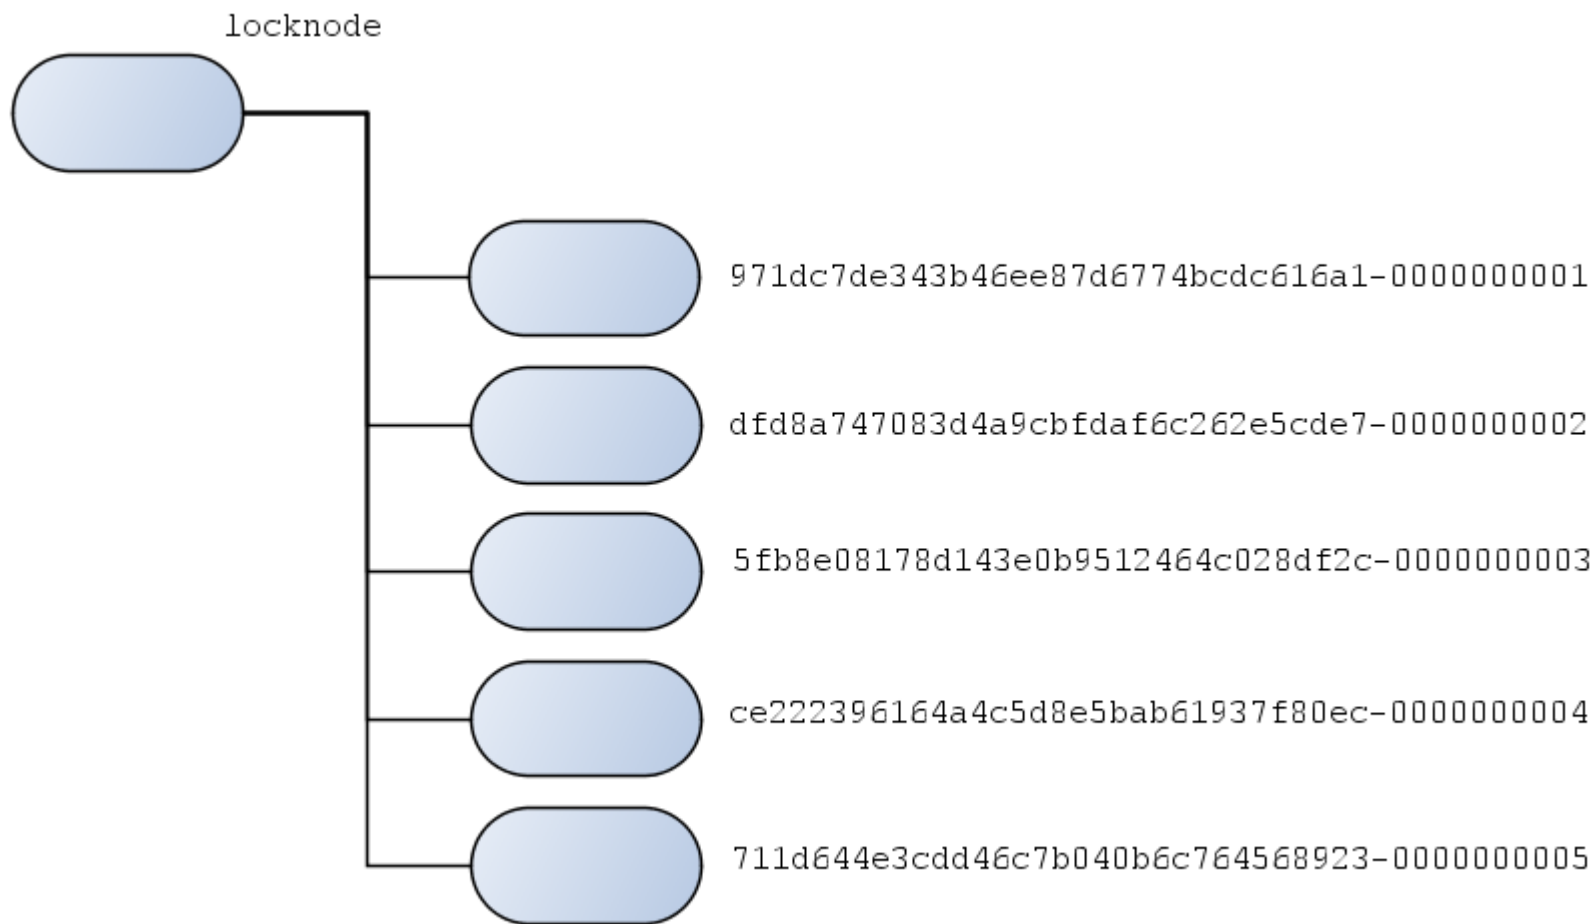 locknode
971dc7de343b46ee87d6774bcdc616a1-0000000001
dfd8a747083d4a9cbfdaf6c262e5cde7-0000000002
5fb8e08178d143e0b9512464c028df2c-0000000003
ce222396164a4c5d8e5bab61937f80ec-0000000004
711d644e3cdd46c7b040b6c764568923-0000000005